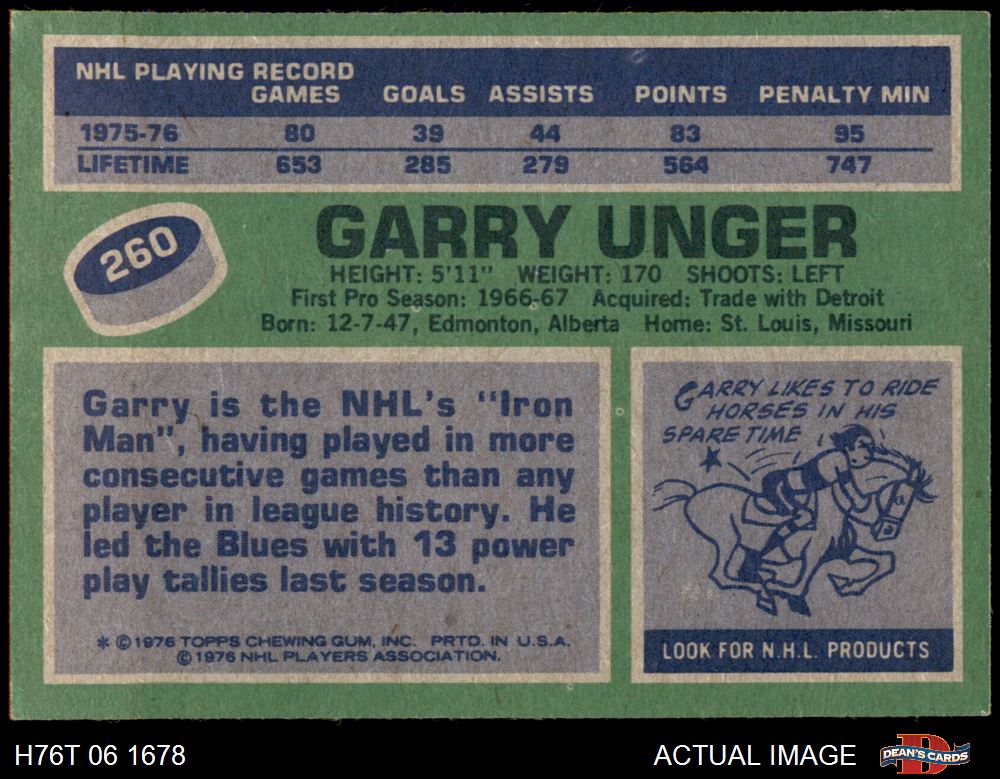 NHL PLAYING RECORD
GAMES GOALS ASSISTS POINTS PENALTY MIN
1975-76 80 39 44 83 95
LIFETIME 653 285 279 564 747
260
GARRY UNGER
HEIGHT: 5'11" WEIGHT: 170 SHOOTS: LEFT
First Pro Season: 1966-67 Acquired: Trade with Detroit
Born: 12-7-47, Edmonton, Alberta Home: St. Louis, Missouri
Garry is the NHL's "Iron
Man", having played in more
consecutive games than any
player in league history. He
led the Blues with 13 power
play tallies last season.
* © 1976 TOPPS CHEWING GUM, INC. PRTD. IN U.S.A.
© 1976 NHL PLAYERS ASSOCIATION.
GARRY LIKES TO RIDE
HORSES IN HIS
SPARE TIME
LOOK FOR N.H.L. PRODUCTS
H76T 06 1678
ACTUAL IMAGE
D
DEAN'S CARDS